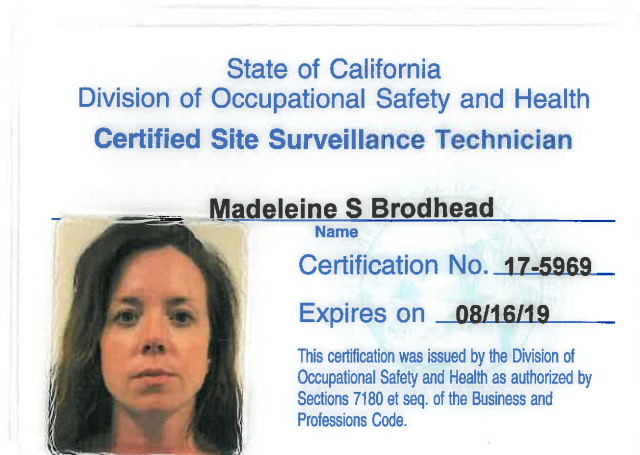 State of California
Division of Occupational Safety and Health
Certified Site Surveillance Technician
Madeleine S Brodhead
Name
Certification No. 17-5969
Expires on 08/16/19
This certification was issued by the Division of
Occupational Safety and Health as authorized by
Sections 7180 et seq. of the Business and
Professions Code.